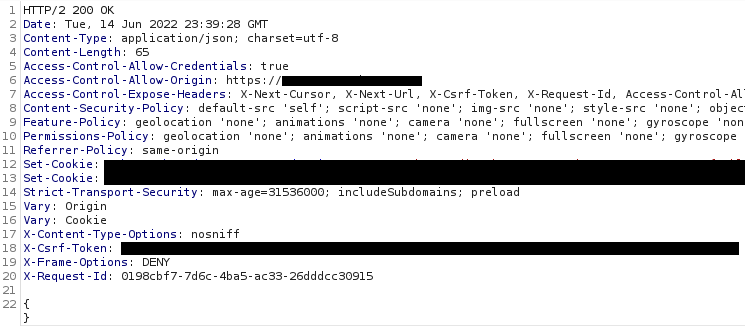 1 HTTP/2 200 OK
2 Date: Tue, 14 Jun 2022 23:39:28 GMT
3 Content-Type: application/json; charset=utf-8
4 Content-Length: 65
5 Access-Control-Allow-Credentials: true
6 Access-Control-Allow-Origin: https://
7 Access-Control-Expose-Headers: X-Next-Cursor, X-Next-Url, X-Csrf-Token, X-Request-Id, Access-Control-Al
8 Content-Security-Policy: default-src 'self'; script-src 'none'; img-src 'none'; style-src 'none'; objec
9 Feature-Policy: geolocation 'none'; animations 'none'; camera 'none'; fullscreen 'none'; gyroscope 'non
10 Permissions-Policy: geolocation 'none'; animations 'none'; camera 'none'; fullscreen 'none'; gyroscope
11 Referrer-Policy: same-origin
12 Set-Cookie:
13 Set-Cookie:
14 Strict-Transport-Security: max-age=31536000; includeSubdomains; preload
15 Vary: Origin
16 Vary: Cookie
17 X-Content-Type-Options: nosniff
18 X-Csrf-Token:
19 X-Frame-Options: DENY
20 X-Request-Id: 0198cbf7-7d6c-4ba5-ac33-26dddcc30915
21
22 {
}